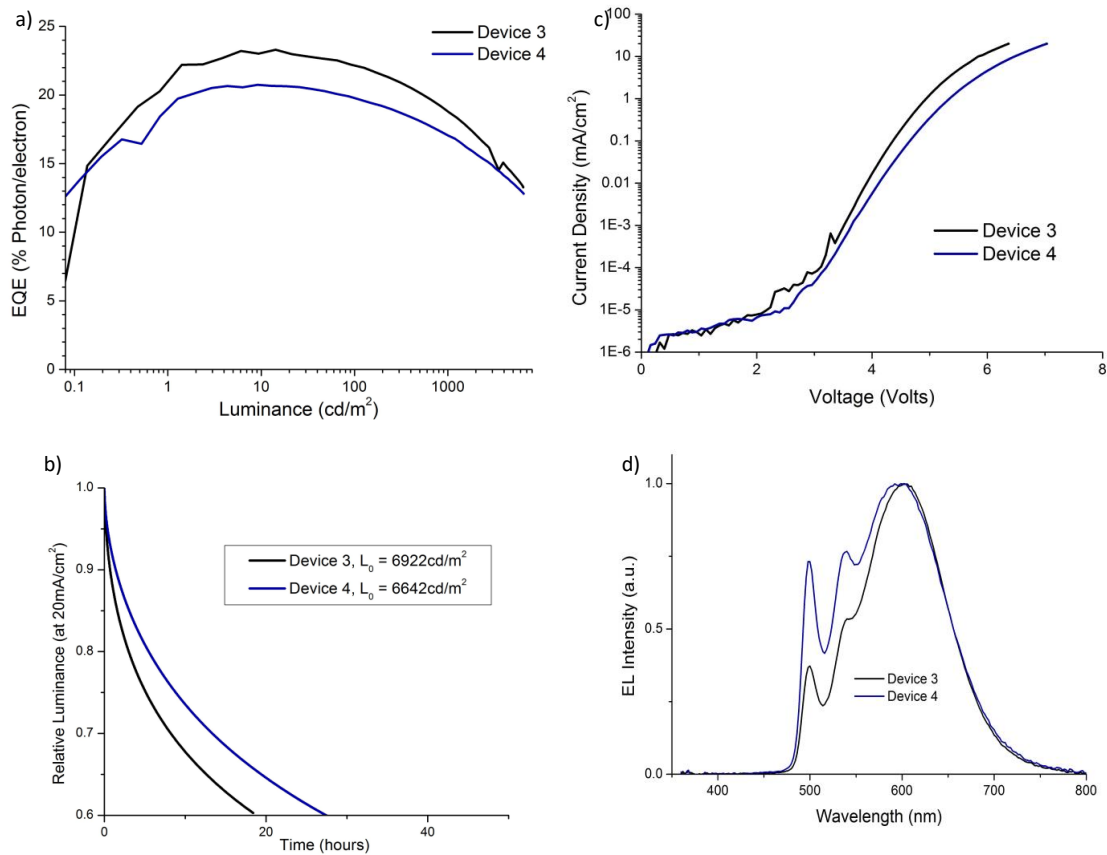 a)
EQE (% Photon/electron)
25
20
15
10
5
0
0.1 1 10 100 1000
Luminance (cd/m²)
Device 3
Device 4
c)
Current Density (mA/cm²)
100
10
1
0.1
0.01
1E-3
1E-4
1E-5
1E-6
0 2 4 6 8
Voltage (Volts)
Device 3
Device 4
b)
Relative Luminance (at 20mA/cm²)
1.0
0.9
0.8
0.7
0.6
0 20 40
Time (hours)
Device 3, L₀ = 6922cd/m²
Device 4, L₀ = 6642cd/m²
d)
EL Intensity (a.u.)
1.0
0.5
0.0
400 500 600 700 800
Wavelength (nm)
Device 3
Device 4